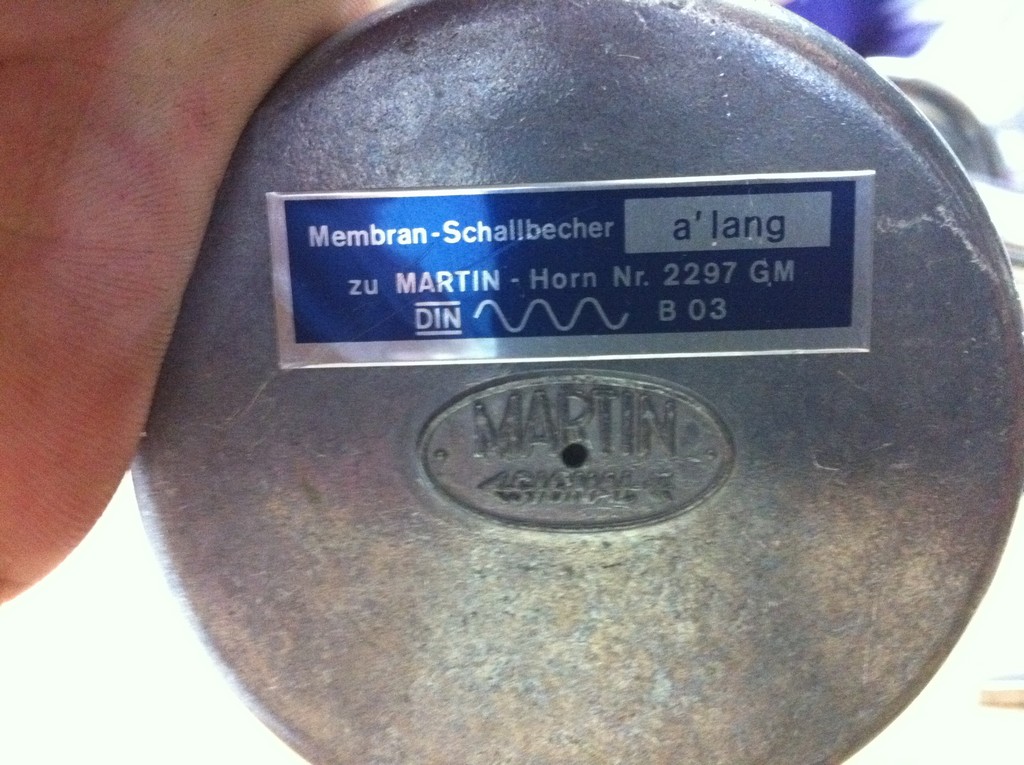 Membran-Schallbecher a' lang
zu MARTIN - Horn Nr. 2297 GM
DIN B 03
MARTIN